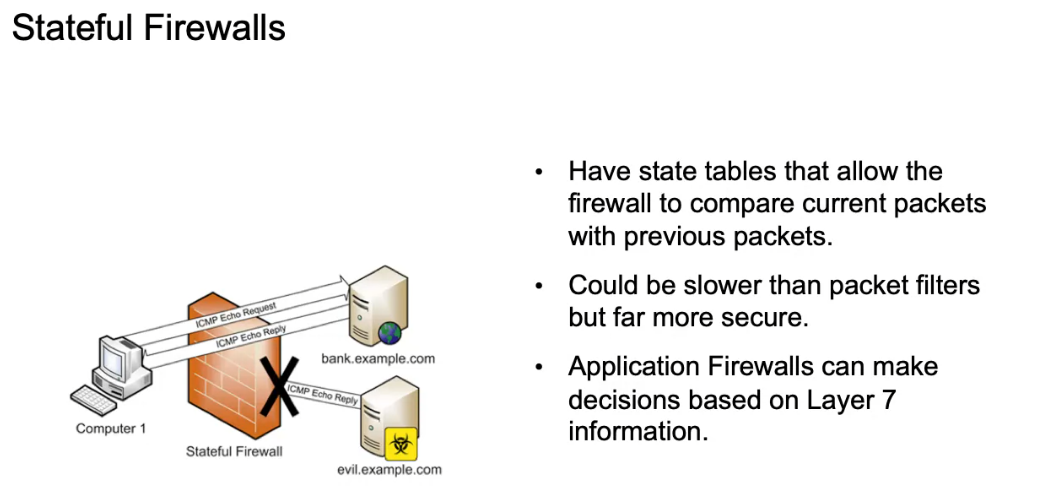 Stateful Firewalls
• Have state tables that allow the
firewall to compare current packets
with previous packets.
• Could be slower than packet filters
but far more secure.
• Application Firewalls can make
decisions based on Layer 7
information.
ICMP Echo Request
ICMP Echo Reply
bank.example.com
ICMP Echo Reply
Computer 1
Stateful Firewall
evil.example.com